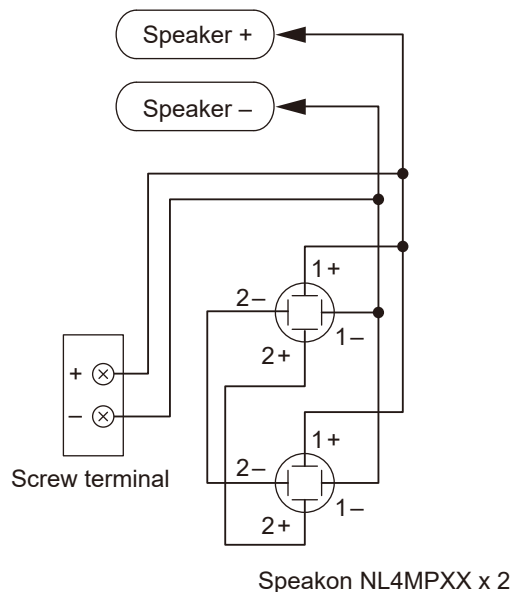 Speaker +
Speaker –
1+
2–
1–
2+
+
–
1+
2–
1–
2+
Screw terminal
Speakon NL4MPXX x 2